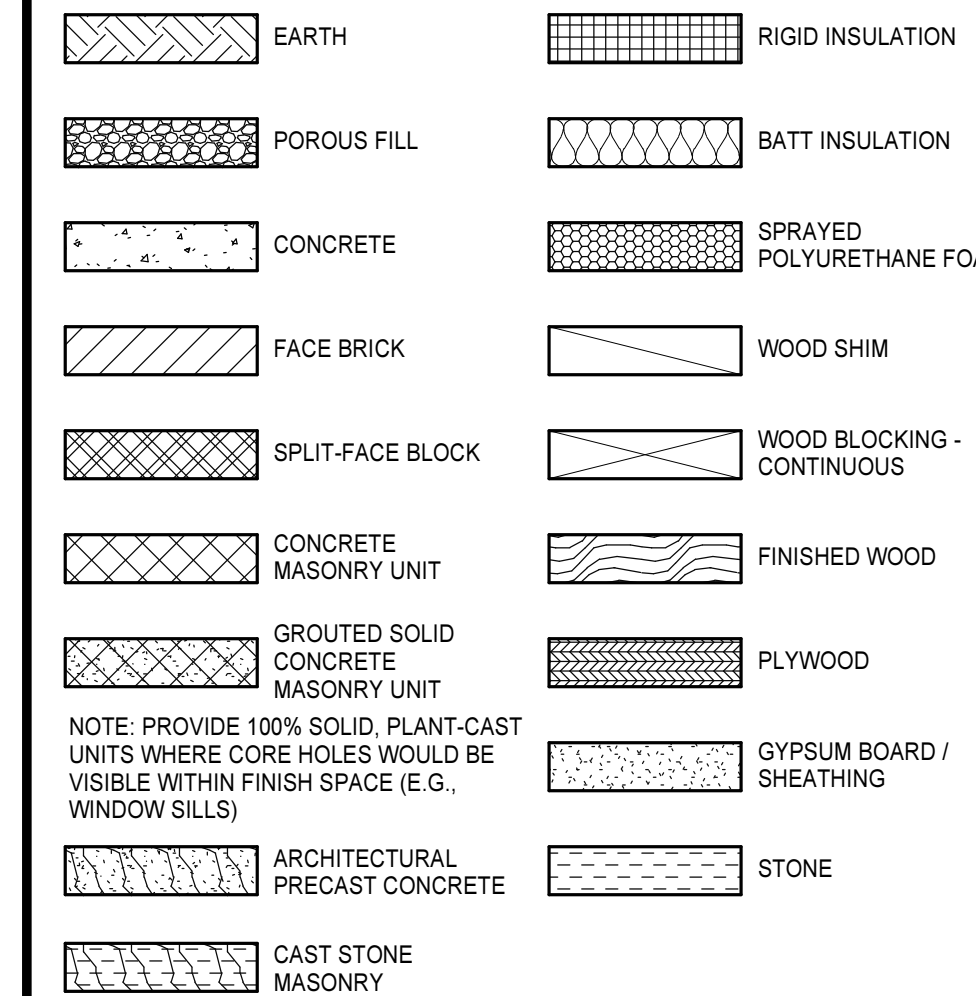 EARTH
POROUS FILL
CONCRETE
FACE BRICK
SPLIT-FACE BLOCK
CONCRETE
MASONRY UNIT
GROUTED SOLID
CONCRETE
MASONRY UNIT
NOTE: PROVIDE 100% SOLID, PLANT-CAST
UNITS WHERE CORE HOLES WOULD BE
VISIBLE WITHIN FINISH SPACE (E.G.,
WINDOW SILLS)
ARCHITECTURAL
PRECAST CONCRETE
CAST STONE
MASONRY
RIGID INSULATION
BATT INSULATION
SPRAYED
POLYURETHANE
WOOD SHIM
WOOD BLOCKING -
CONTINUOUS
FINISHED WOOD
PLYWOOD
GYPSUM BOARD /
SHEATHING
STONE